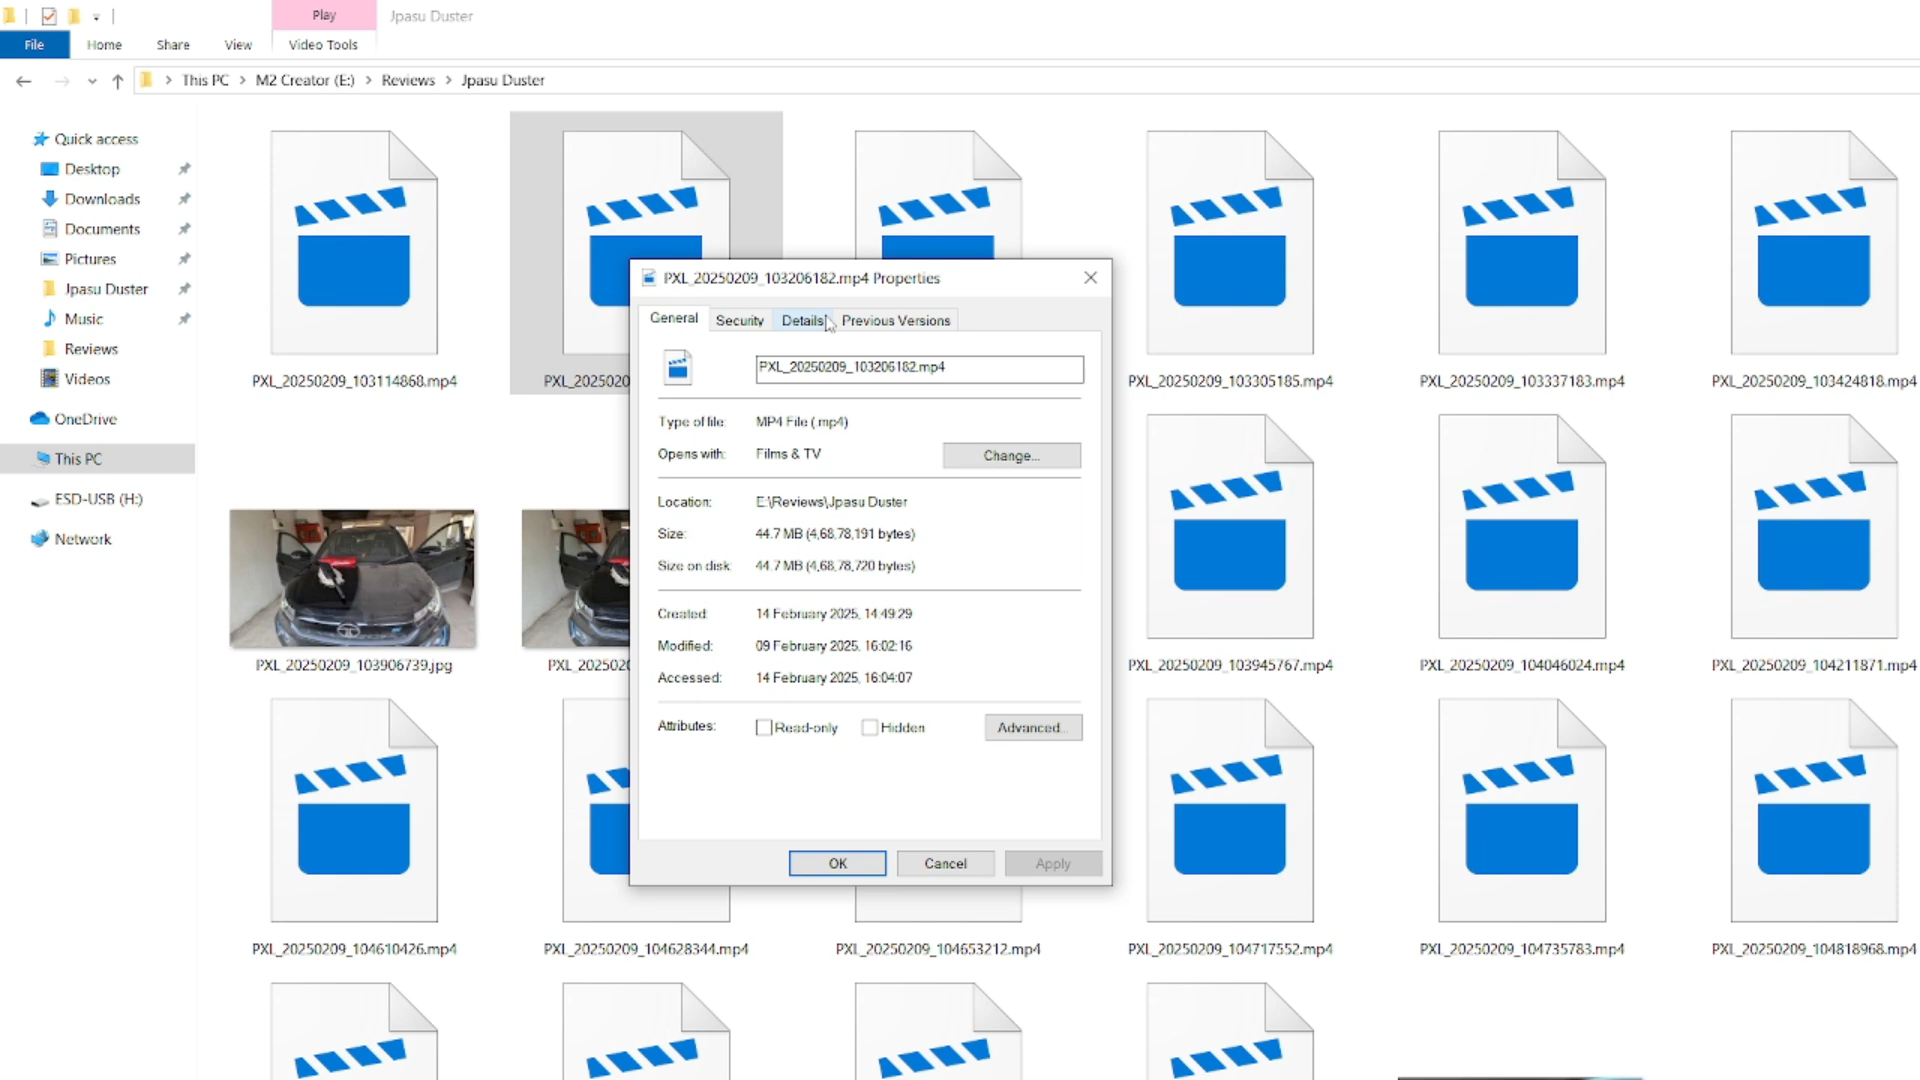 Play
Jpasu Duster
File
Home
Share
View
Video Tools
This PC
M2 Creator (E:)
Reviews
Jpasu Duster
Quick access
Desktop
Downloads
Documents
Pictures
Jpasu Duster
Music
Reviews
Videos
OneDrive
This PC
ESD-USB (H:)
Network
PXL_20250209_103114868.mp4
PXL_2025020
PXL_20250209_103305185.mp4
PXL_20250209_103337183.mp4
PXL_20250209_103424818.mp4
PXL_20250209_103206182.mp4 Properties
General
Security
Details
Previous Versions
PXL_20250209_103206182.mp4
Type of file: MP4 File (.mp4)
Opens with: Films & TV
Change...
Location: E:\Reviews\Jpasu Duster
Size: 44.7 MB (4,68,78,191 bytes)
Size on disk: 44.7 MB (4,68,78,720 bytes)
Created: 14 February 2025, 14:49:29
Modified: 09 February 2025, 16:02:16
Accessed: 14 February 2025, 16:04:07
Attributes:
Read-only
Hidden
Advanced...
OK
Cancel
Apply
PXL_20250209_103906739.jpg
PXL_2025020
PXL_20250209_103945767.mp4
PXL_20250209_104046024.mp4
PXL_20250209_104211871.mp4
PXL_20250209_104610426.mp4
PXL_20250209_104628344.mp4
PXL_20250209_104653212.mp4
PXL_20250209_104717552.mp4
PXL_20250209_104735783.mp4
PXL_20250209_104818968.mp4